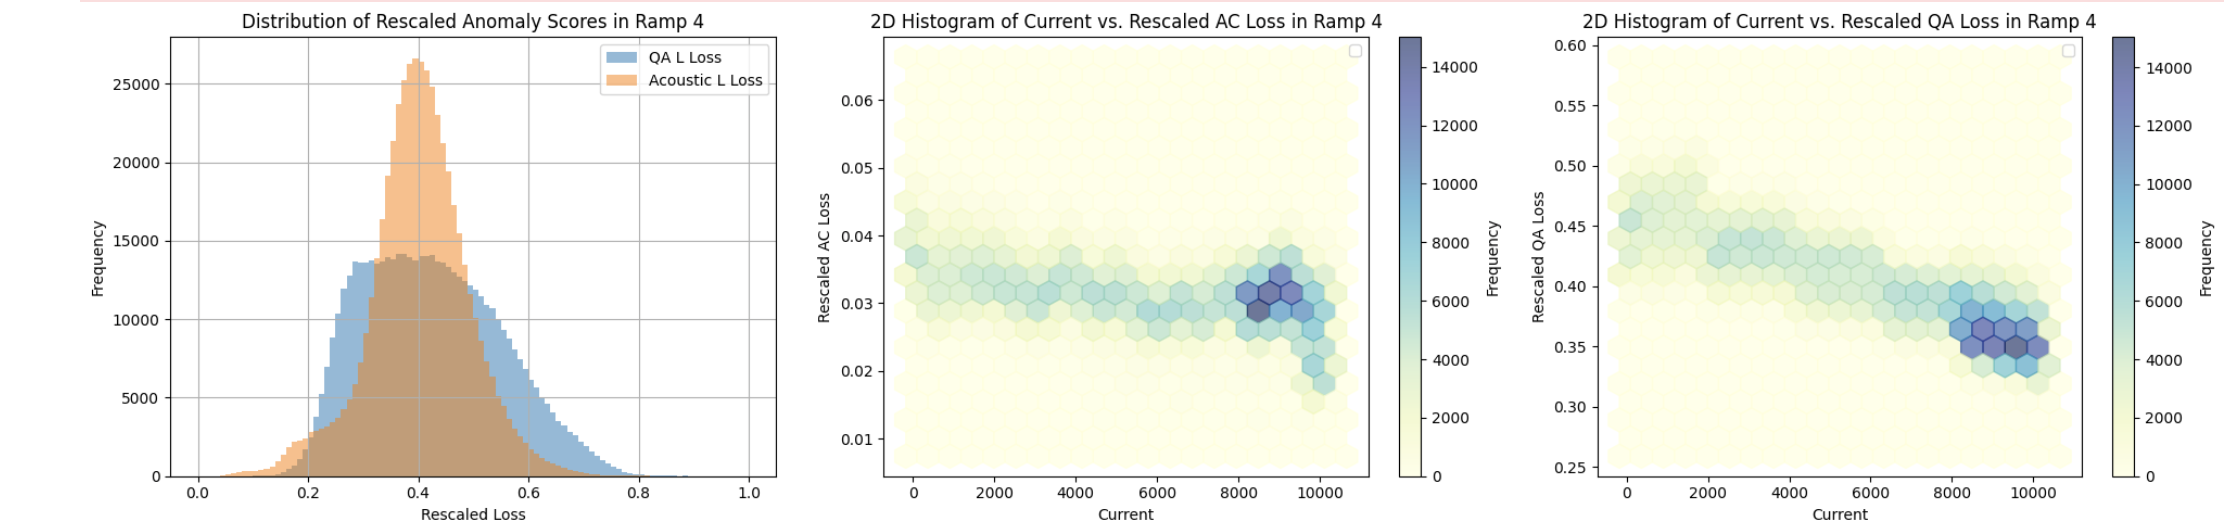 Distribution of Rescaled Anomaly Scores in Ramp 4
QA L Loss
Acoustic L Loss
25000
20000
15000
10000
5000
0
Frequency
0.0 0.2 0.4 0.6 0.8 1.0
Rescaled Loss
2D Histogram of Current vs. Rescaled AC Loss in Ramp 4
0.06
0.05
0.04
0.03
0.02
0.01
Rescaled AC Loss
0 2000 4000 6000 8000 10000
Current
14000
12000
10000
8000
6000
4000
2000
0
Frequency
2D Histogram of Current vs. Rescaled QA Loss in Ramp 4
0.60
0.55
0.50
0.45
0.40
0.35
0.30
0.25
Rescaled QA Loss
0 2000 4000 6000 8000 10000
Current
14000
12000
10000
8000
6000
4000
2000
0
Frequency